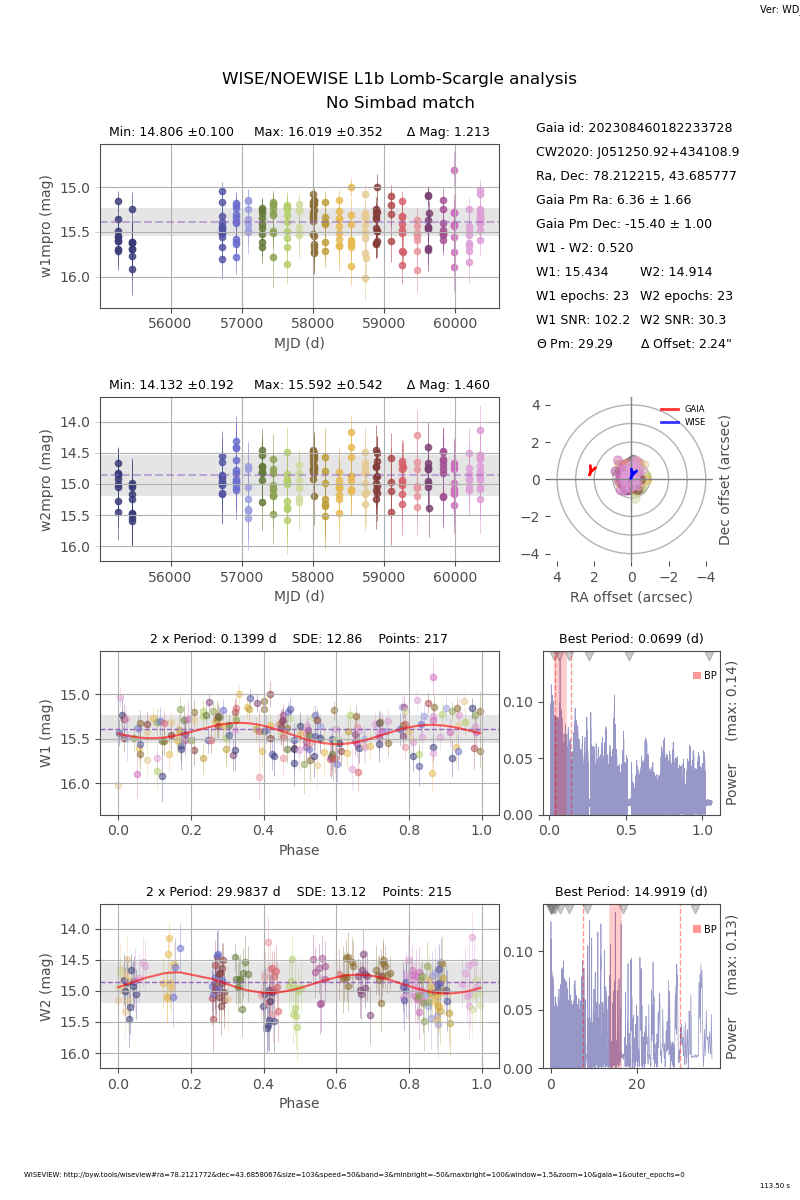 Ver: WD_
WISE/NOEWISE L1b Lomb-Scargle analysis
No Simbad match
Min: 14.806 ±0.100 Max: 16.019 ±0.352 Δ Mag: 1.213
w1mpro (mag)
15.0
15.5
16.0
56000 57000 58000 59000 60000
MJD (d)
Gaia id: 202308460182233728
CW2020: J051250.92+434108.9
Ra, Dec: 78.212215, 43.685777
Gaia Pm Ra: 6.36 ± 1.66
Gaia Pm Dec: -15.40 ± 1.00
W1 - W2: 0.520
W1: 15.434 W2: 14.914
W1 epochs: 23 W2 epochs: 23
W1 SNR: 102.2 W2 SNR: 30.3
Θ Pm: 29.29 Δ Offset: 2.24"
Min: 14.132 ±0.192 Max: 15.592 ±0.542 Δ Mag: 1.460
w2mpro (mag)
14.0
14.5
15.0
15.5
16.0
56000 57000 58000 59000 60000
MJD (d)
GAIA
WISE
4
2
0
−2
−4
4 2 0 −2 −4
RA offset (arcsec)
Dec offset (arcsec)
2 x Period: 0.1399 d SDE: 12.86 Points: 217
W1 (mag)
15.0
15.5
16.0
0.0 0.2 0.4 0.6 0.8 1.0
Phase
Best Period: 0.0699 (d)
BP
0.10
0.05
0.00
0.0 0.5 1.0
Power (max: 0.14)
2 x Period: 29.9837 d SDE: 13.12 Points: 215
W2 (mag)
14.0
14.5
15.0
15.5
16.0
0.0 0.2 0.4 0.6 0.8 1.0
Phase
Best Period: 14.9919 (d)
BP
0.10
0.05
0.00
0 20
Power (max: 0.13)
WISEVIEW: http://byw.tools/wiseview#ra=78.2121772&dec=43.6858067&size=103&speed=50&band=3&minbright=-50&maxbright=100&window=1.5&zoom=10&gaia=1&outer_epochs=0
113.50 s